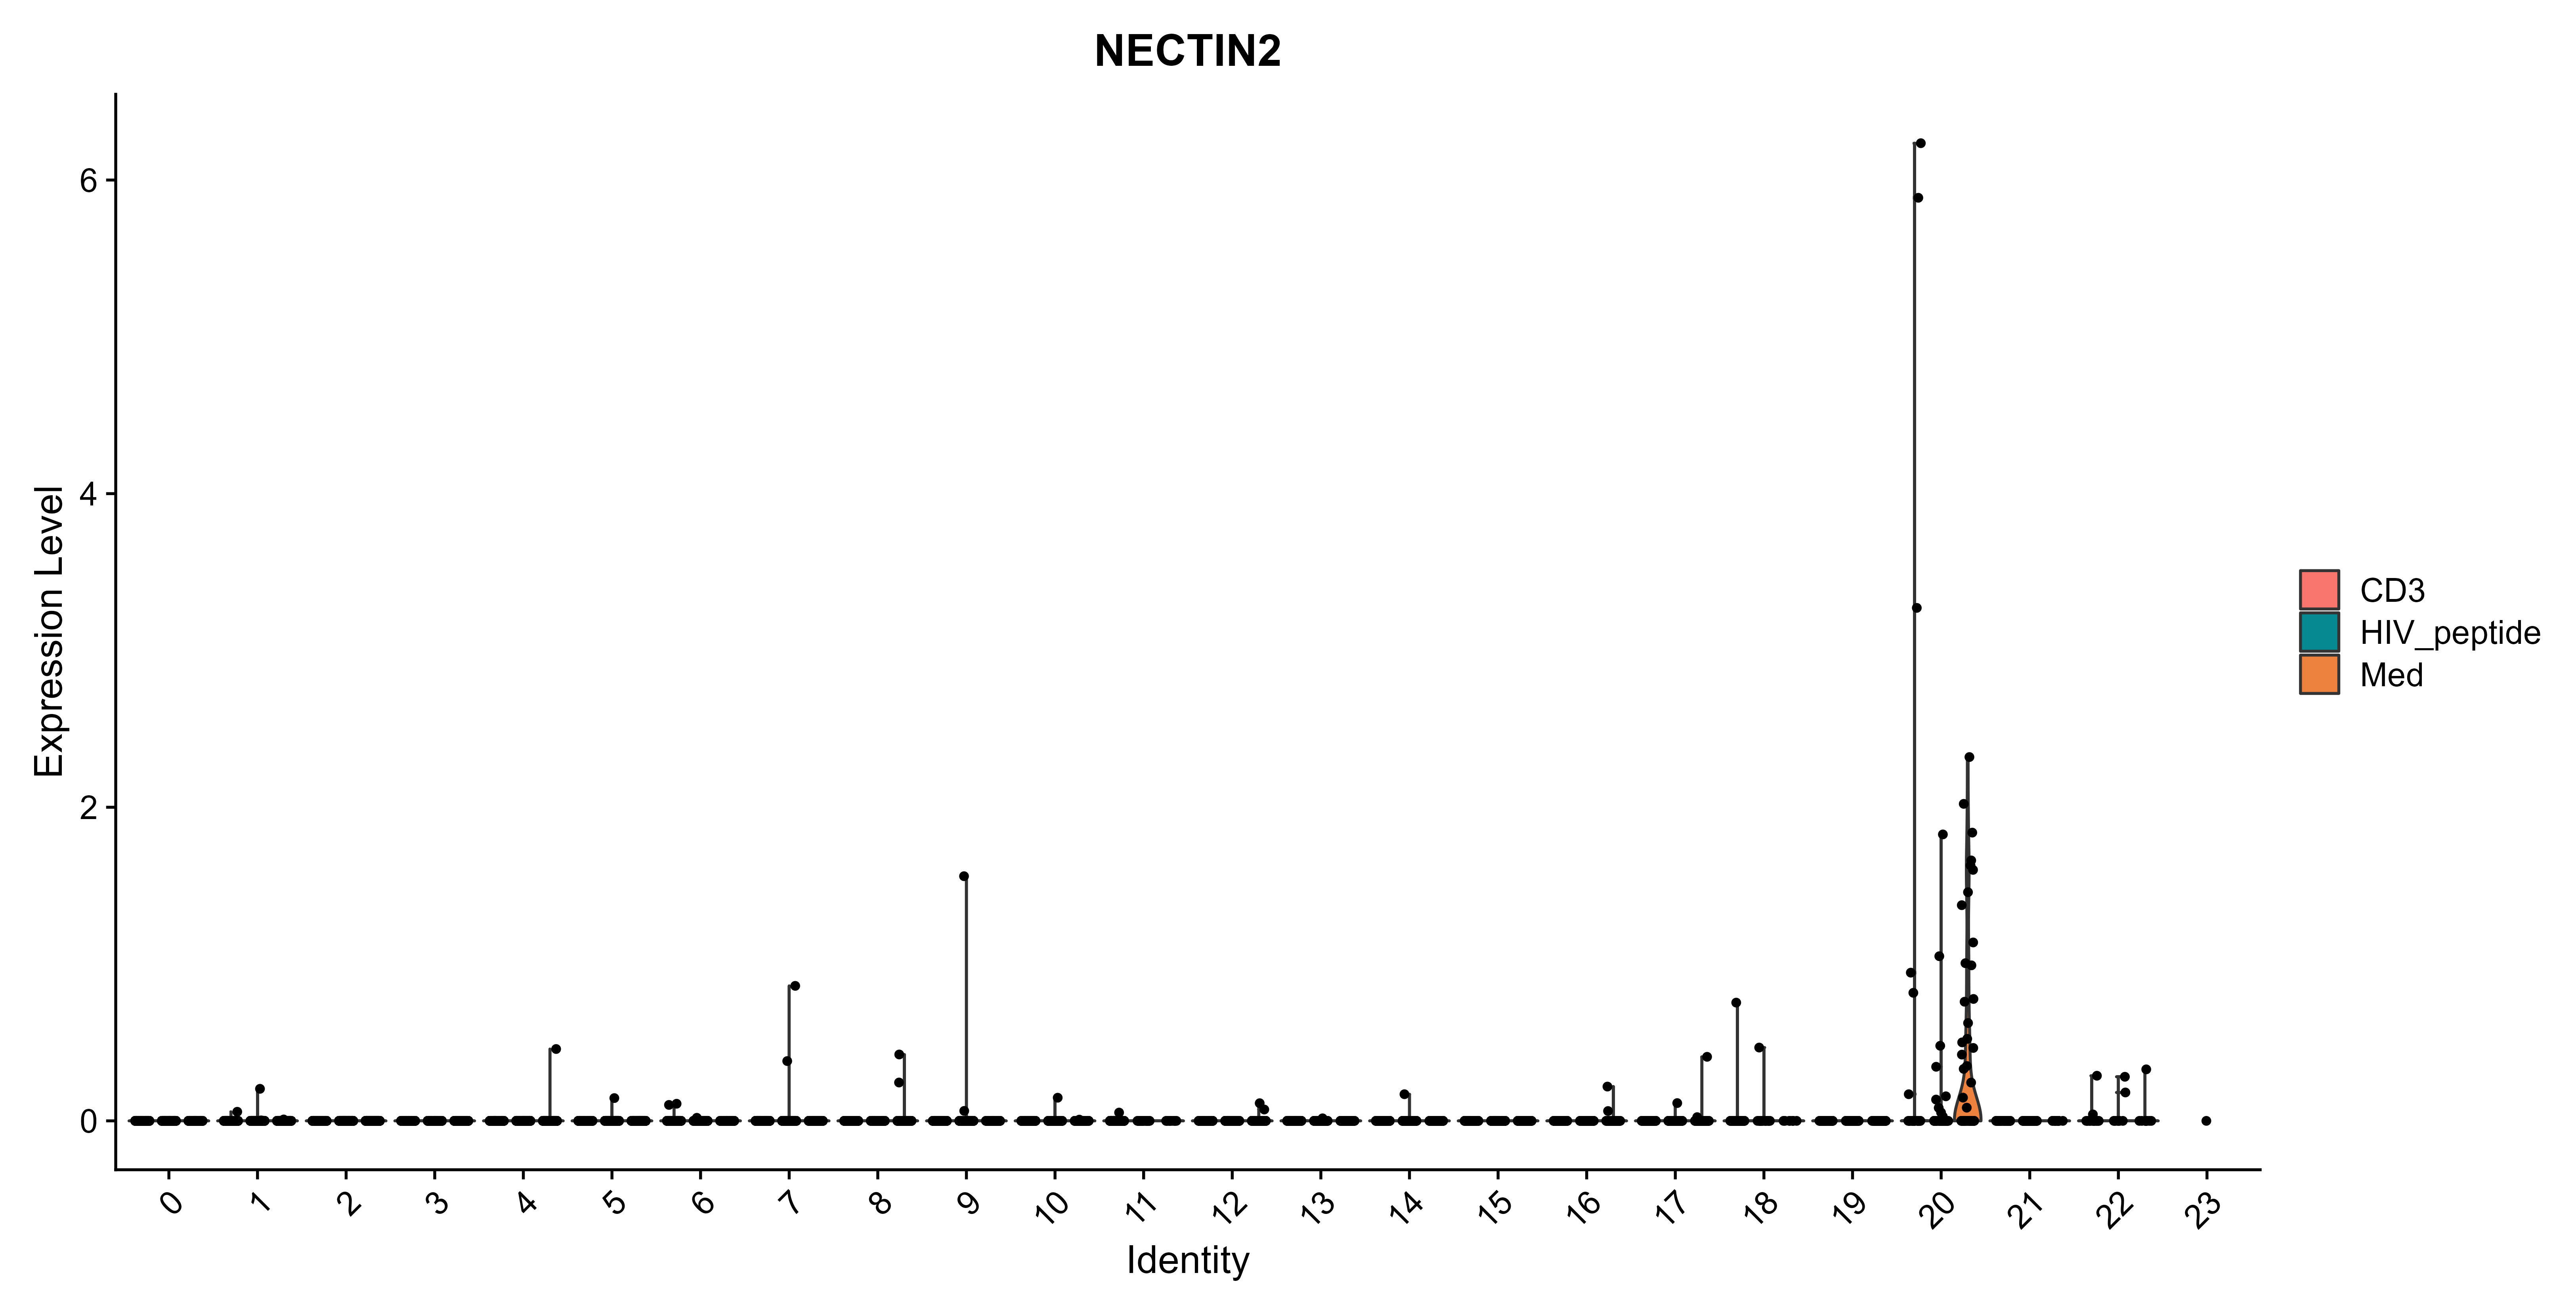 NECTIN2
Expression Level
6
4
2
0
0 1 2 3 4 5 6 7 8 9 10 11 12 13 14 15 16 17 18 19 20 21 22 23
Identity
CD3
HIV_peptide
Med